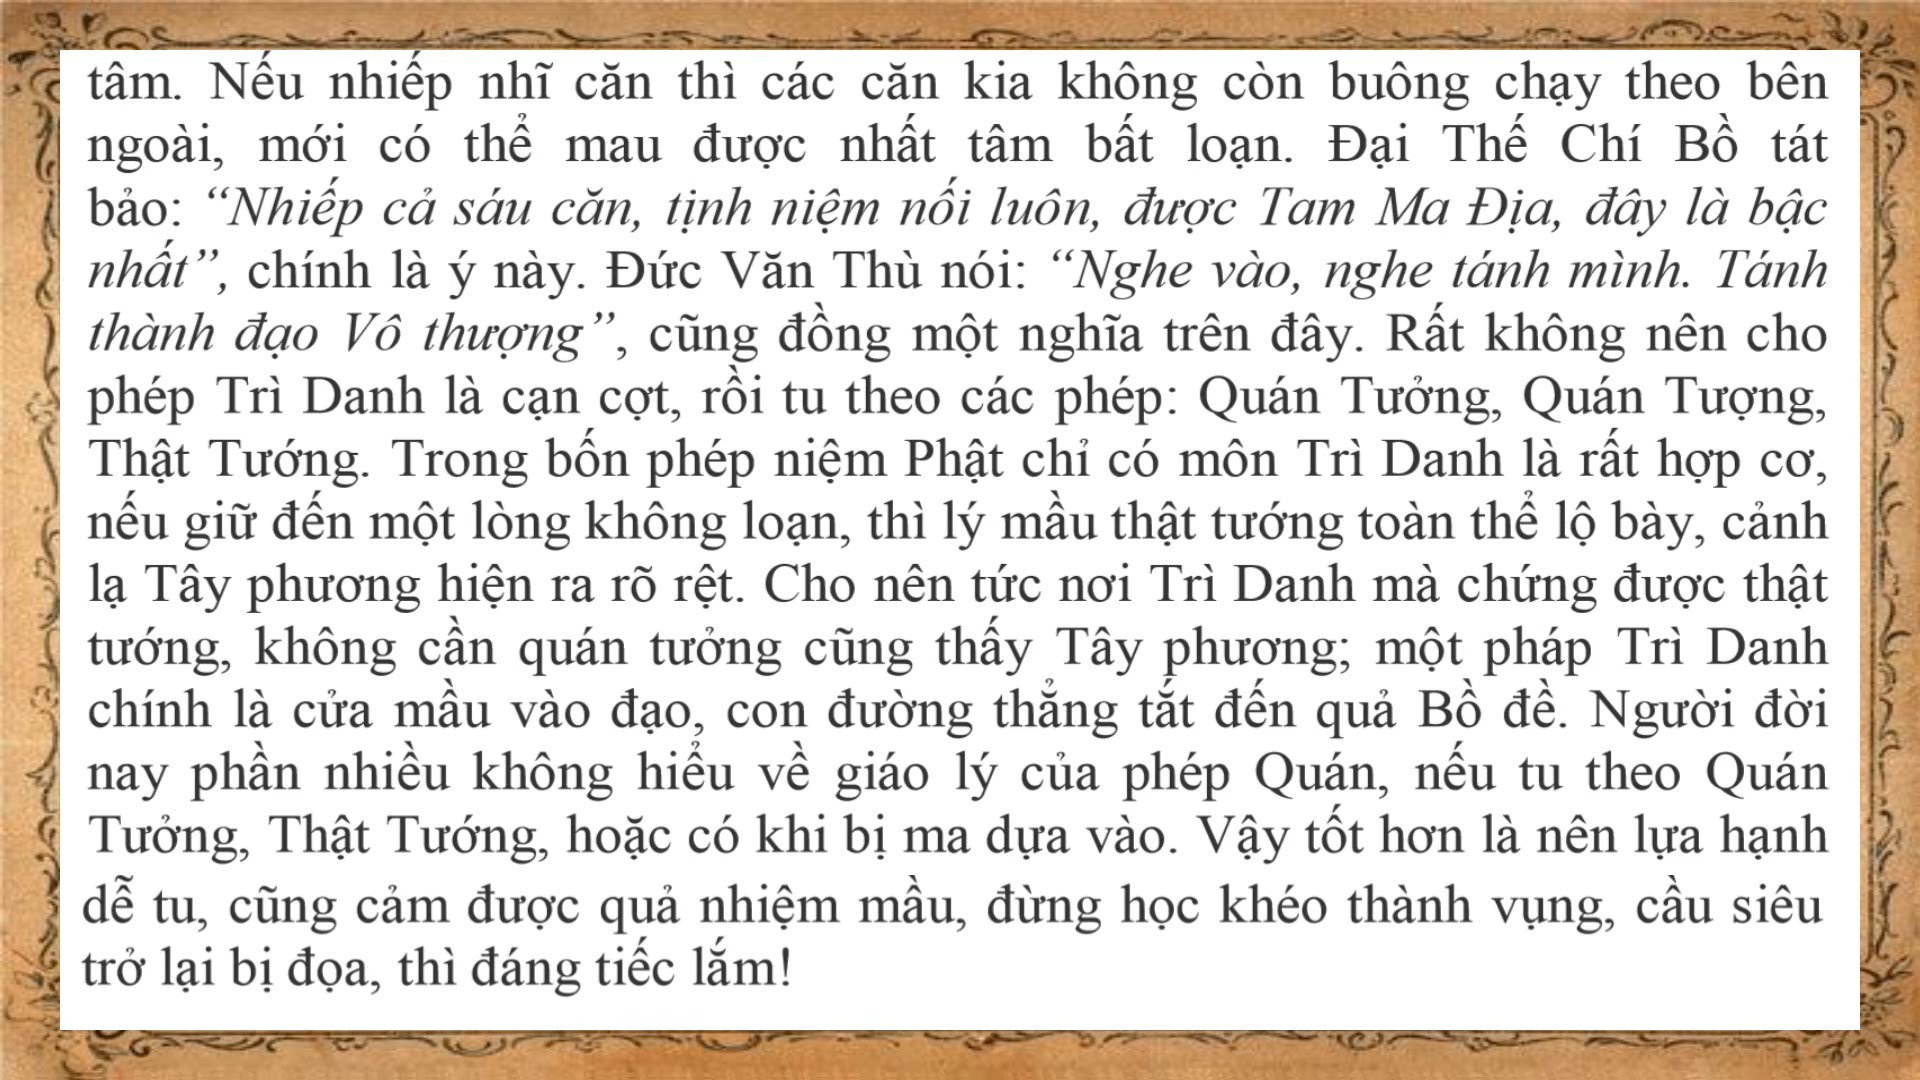 tâm. Nếu nhiếp nhĩ căn thì các căn kia không còn buông chạy theo bên
ngoài, mới có thể mau được nhất tâm bất loạn. Đại Thế Chí Bồ tát
bảo: “Nhiếp cả sáu căn, tịnh niệm nối luôn, được Tam Ma Địa, đây là bậc
nhất”, chính là ý này. Đức Văn Thù nói: “Nghe vào, nghe tánh mình. Tánh
thành đạo Vô thượng”, cũng đồng một nghĩa trên đây. Rất không nên cho
phép Trì Danh là cạn cợt, rồi tu theo các phép: Quán Tưởng, Quán Tượng,
Thật Tướng. Trong bốn phép niệm Phật chỉ có môn Trì Danh là rất hợp cơ,
nếu giữ đến một lòng không loạn, thì lý mầu thật tướng toàn thể lộ bày, cảnh
lạ Tây phương hiện ra rõ rệt. Cho nên tức nơi Trì Danh mà chứng được thật
tướng, không cần quán tưởng cũng thấy Tây phương; một pháp Trì Danh
chính là cửa mầu vào đạo, con đường thẳng tắt đến quả Bồ đề. Người đời
nay phần nhiều không hiểu về giáo lý của phép Quán, nếu tu theo Quán
Tưởng, Thật Tướng, hoặc có khi bị ma dựa vào. Vậy tốt hơn là nên lựa hạnh
dễ tu, cũng cảm được quả nhiệm mầu, đừng học khéo thành vụng, cầu siêu
trở lại bị đọa, thì đáng tiếc lắm!